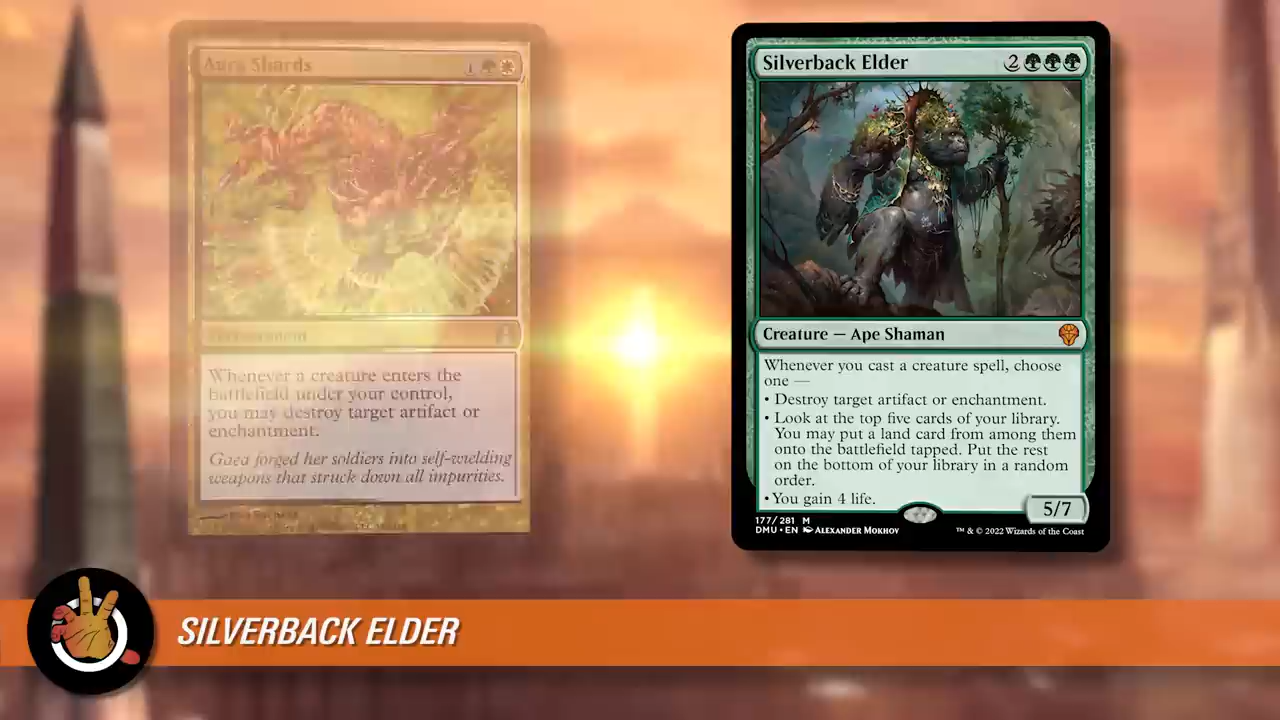 Aura Shards
1
Whenever a creature enters the
battlefield under your control,
you may destroy target artifact or
enchantment.
Gaea forged her soldiers into self-wielding
weapons that struck down all impurities.
Silverback Elder
2
Creature — Ape Shaman
Whenever you cast a creature spell, choose
one —
• Destroy target artifact or enchantment.
• Look at the top five cards of your library.
You may put a land card from among them
onto the battlefield tapped. Put the rest
on the bottom of your library in a random
order.
• You gain 4 life.
5/7
177/281 M
DMU • EN Alexander Mokhov
™ & © 2022 Wizards of the Coast
SILVERBACK ELDER